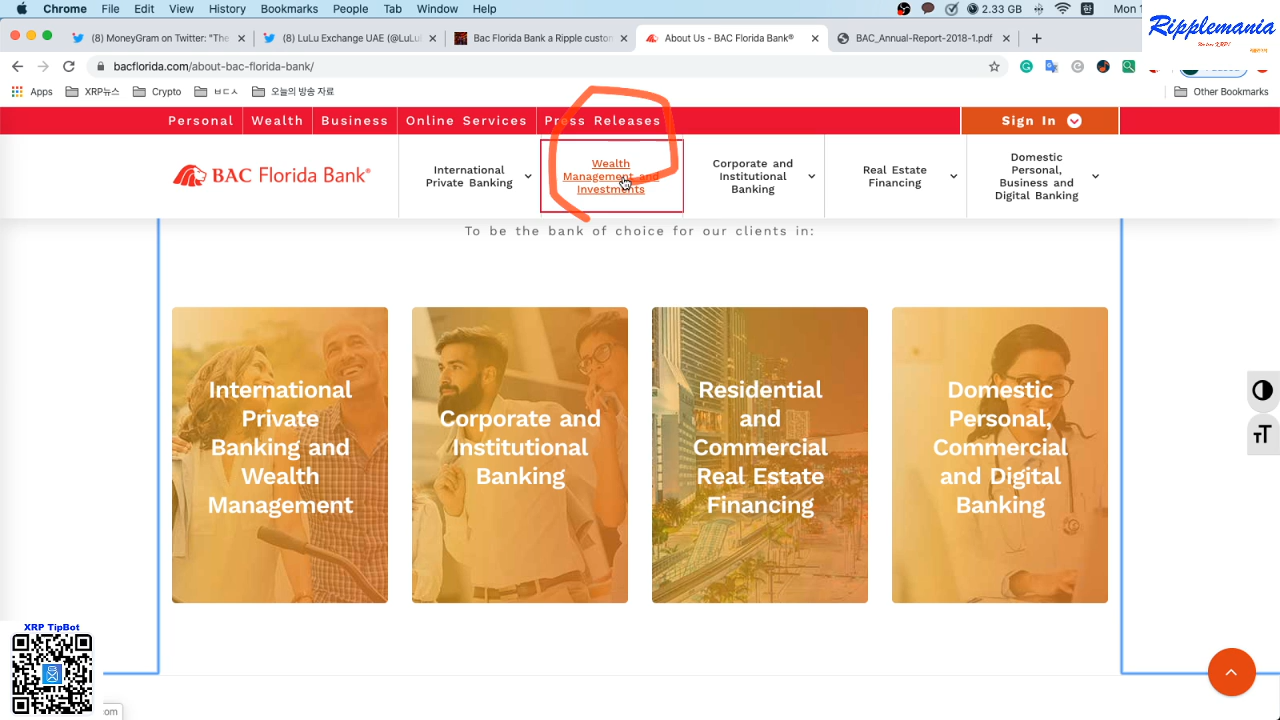 Chrome File Edit View History Bookmarks People Tab Window Help 2.33 GB Mon 1
(8) MoneyGram on Twitter: "The
(8) LuLu Exchange UAE (@LuLu
Bac Florida Bank a Ripple custom
About Us - BAC Florida Bank®
BAC_Annual-Report-2018-1.pdf
Ripplemania
bacflorida.com/about-bac-florida-bank/
Apps XRP뉴스 Crypto ㅂㄷㅅ 오늘의 방송 자료 Other Bookmarks
Personal Wealth Business Online Services Press Releases Sign In
BAC Florida Bank®
International
Private Banking
Wealth
Management and
Investments
Corporate and
Institutional
Banking
Real Estate
Financing
Domestic
Personal,
Business and
Digital Banking
To be the bank of choice for our clients in:
International
Private
Banking and
Wealth
Management
Corporate and
Institutional
Banking
Residential
and
Commercial
Real Estate
Financing
Domestic
Personal,
Commercial
and Digital
Banking
TT
XRP TipBot
com